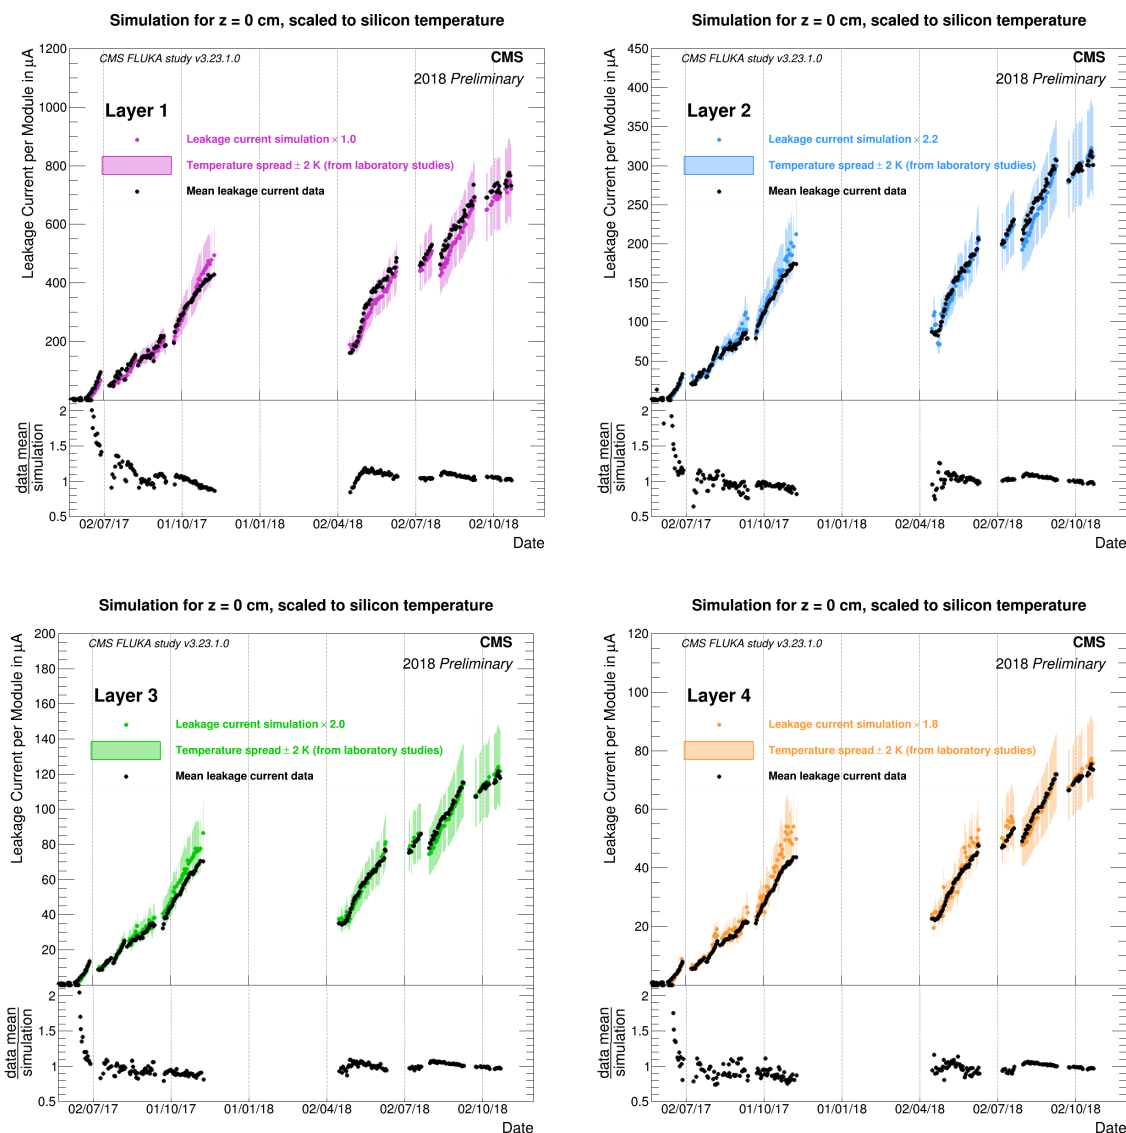 Simulation for z = 0 cm, scaled to silicon temperature
Leakage Current per Module in μA
1200
1000
800
600
400
200
CMS FLUKA study v3.23.1.0
CMS
2018 Preliminary
Layer 1
Leakage current simulation × 1.0
Temperature spread ± 2 K (from laboratory studies)
Mean leakage current data
data mean
simulation
2
1.5
1
0.5
02/07/17 01/10/17 01/01/18 02/04/18 02/07/18 02/10/18
Date
Simulation for z = 0 cm, scaled to silicon temperature
Leakage Current per Module in μA
450
400
350
300
250
200
150
100
50
CMS FLUKA study v3.23.1.0
CMS
2018 Preliminary
Layer 2
Leakage current simulation × 2.2
Temperature spread ± 2 K (from laboratory studies)
Mean leakage current data
data mean
simulation
2
1.5
1
0.5
02/07/17 01/10/17 01/01/18 02/04/18 02/07/18 02/10/18
Date
Simulation for z = 0 cm, scaled to silicon temperature
Leakage Current per Module in μA
200
180
160
140
120
100
80
60
40
20
CMS FLUKA study v3.23.1.0
CMS
2018 Preliminary
Layer 3
Leakage current simulation × 2.0
Temperature spread ± 2 K (from laboratory studies)
Mean leakage current data
data mean
simulation
2
1.5
1
0.5
02/07/17 01/10/17 01/01/18 02/04/18 02/07/18 02/10/18
Date
Simulation for z = 0 cm, scaled to silicon temperature
Leakage Current per Module in μA
120
100
80
60
40
20
CMS FLUKA study v3.23.1.0
CMS
2018 Preliminary
Layer 4
Leakage current simulation × 1.8
Temperature spread ± 2 K (from laboratory studies)
Mean leakage current data
data mean
simulation
2
1.5
1
0.5
02/07/17 01/10/17 01/01/18 02/04/18 02/07/18 02/10/18
Date